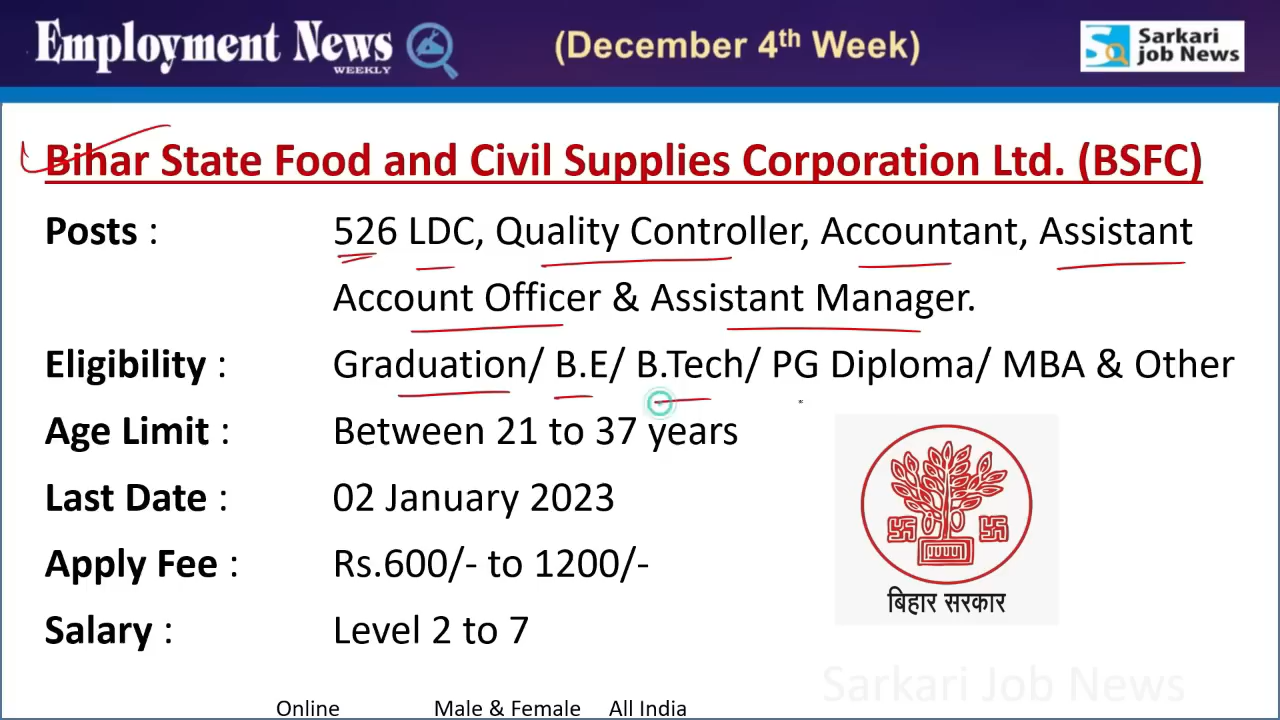 Employment News
WEEKLY
(December 4th Week)
Sarkari
Job News
Bihar State Food and Civil Supplies Corporation Ltd. (BSFC)
Posts : 526 LDC, Quality Controller, Accountant, Assistant
Account Officer & Assistant Manager.
Eligibility : Graduation/ B.E/ B.Tech/ PG Diploma/ MBA & Other
Age Limit : Between 21 to 37 years
Last Date : 02 January 2023
Apply Fee : Rs.600/- to 1200/-
Salary : Level 2 to 7
बिहार सरकार
Sarkari Job News
Online Male & Female All India